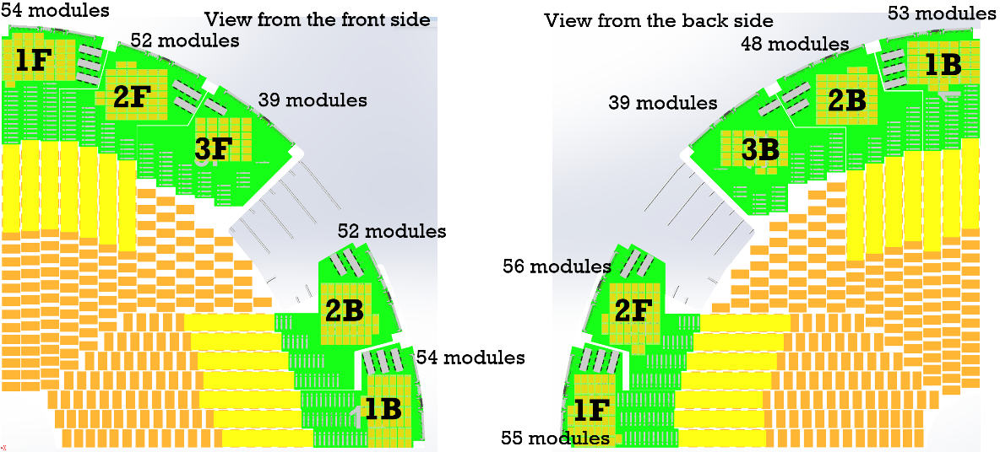 54 modules
View from the front side
52 modules
1F
2F
39 modules
3F
52 modules
2B
54 modules
1B
-X
View from the back side
53 modules
48 modules
1B
2B
39 modules
3B
56 modules
2F
1F
55 modules